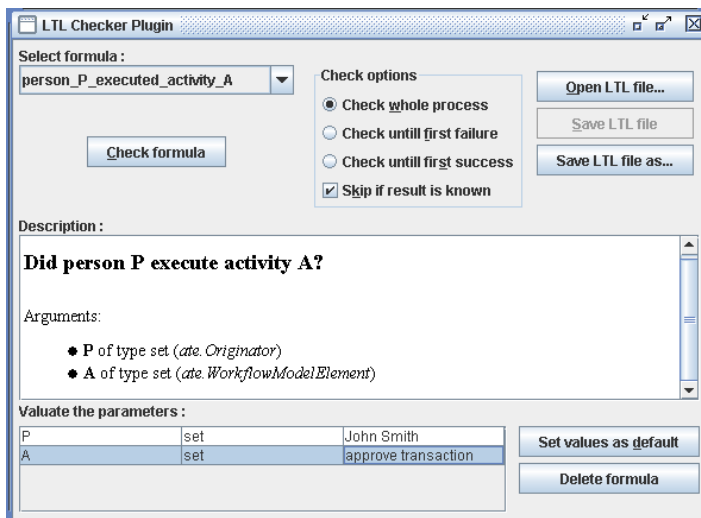 LTL Checker Plugin
Select formula :
person_P_executed_activity_A
Check formula
Check options
Check whole process
Check untill first failure
Check untill first success
Skip if result is known
Open LTL file...
Save LTL file
Save LTL file as...
Description :
Did person P execute activity A?
Arguments:
P of type set (ate.Originator)
A of type set (ate.WorkflowModelElement)
Valuate the parameters :
P set John Smith
A set approve transaction
Set values as default
Delete formula